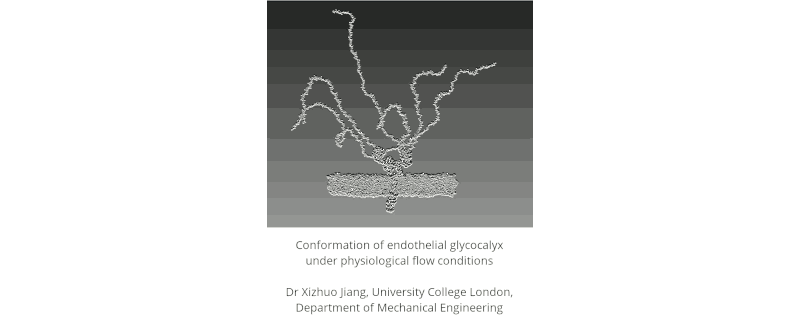 Conformation of endothelial glycocalyx
under physiological flow conditions
Dr Xizhuo Jiang, University College London,
Department of Mechanical Engineering